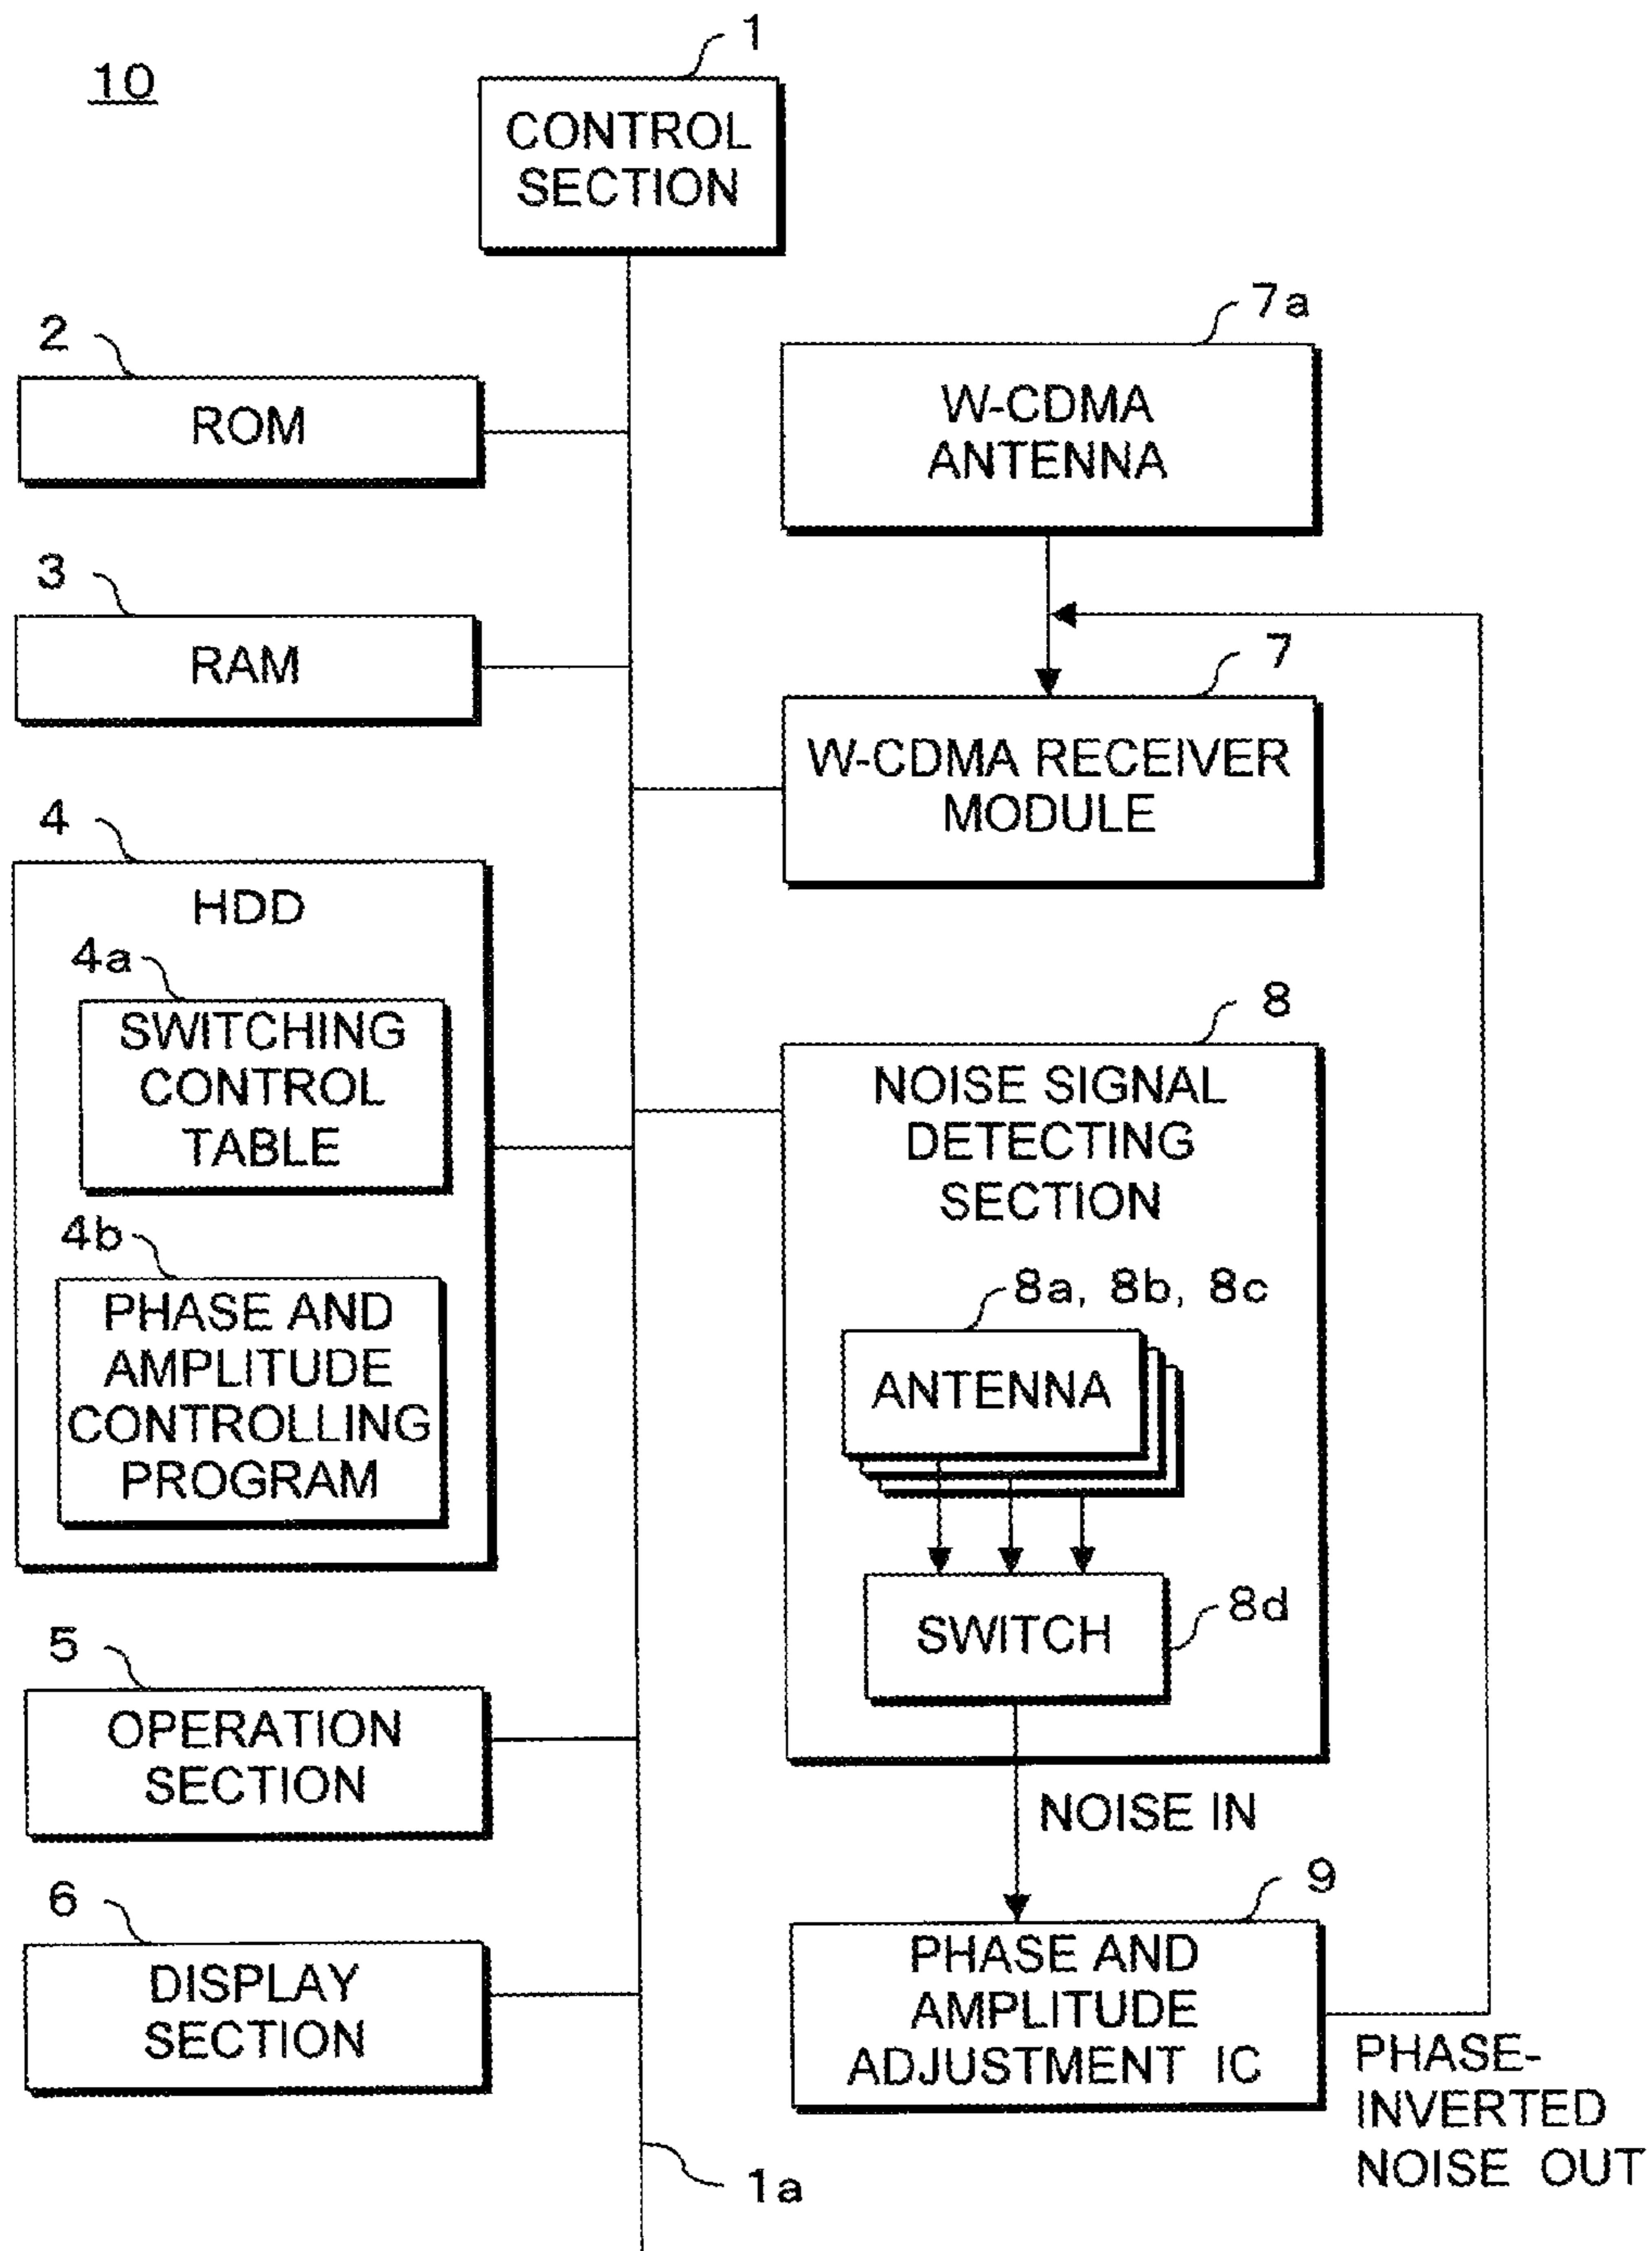 10
1
CONTROL
SECTION
7a
W-CDMA
ANTENNA
2
ROM
3
RAM
7
W-CDMA RECEIVER
MODULE
4
HDD
4a
SWITCHING
CONTROL
TABLE
4b
PHASE AND
AMPLITUDE
CONTROLLING
PROGRAM
8
NOISE SIGNAL
DETECTING
SECTION
8a, 8b, 8c
ANTENNA
SWITCH
8d
5
OPERATION
SECTION
NOISE IN
6
DISPLAY
SECTION
9
PHASE AND
AMPLITUDE
ADJUSTMENT IC
PHASE-
INVERTED
NOISE OUT
1a